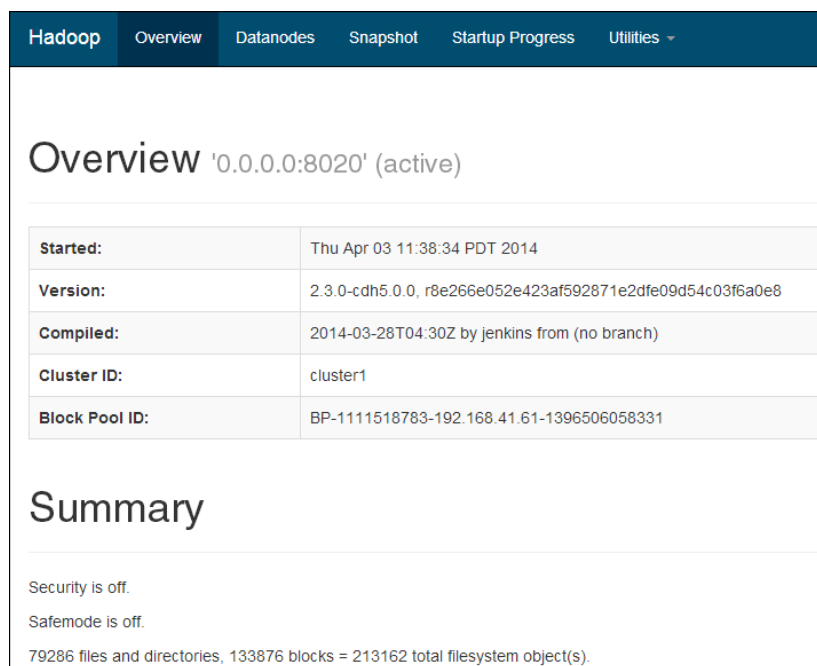 Hadoop Overview Datanodes Snapshot Startup Progress Utilities
Overview '0.0.0.0:8020' (active)
Started: Thu Apr 03 11:38:34 PDT 2014
Version: 2.3.0-cdh5.0.0, r8e266e052e423af592871e2dfe09d54c03f6a0e8
Compiled: 2014-03-28T04:30Z by jenkins from (no branch)
Cluster ID: cluster1
Block Pool ID: BP-1111518783-192.168.41.61-1396506058331
Summary
Security is off.
Safemode is off.
79286 files and directories, 133876 blocks = 213162 total filesystem object(s).